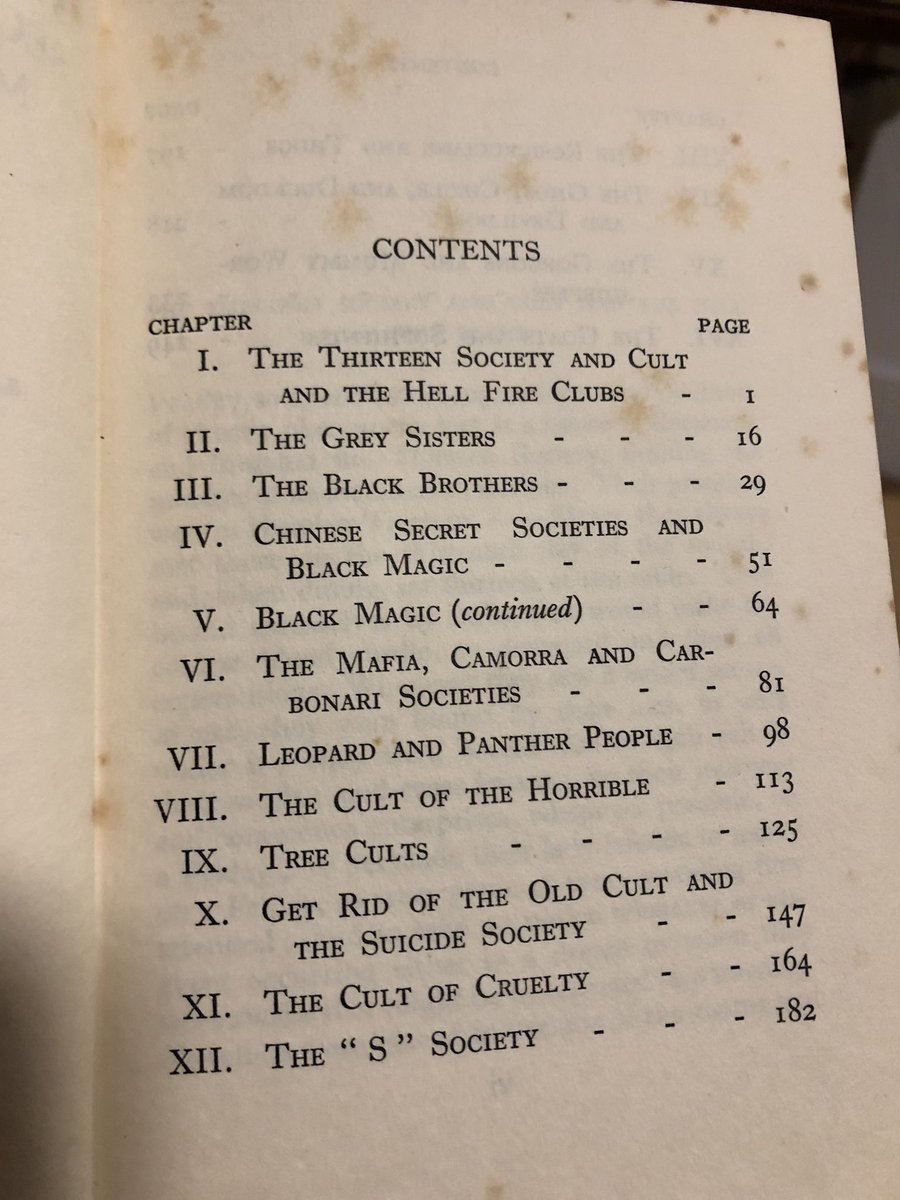 CONTENTS
CHAPTER PAGE
I. THE THIRTEEN SOCIETY AND CULT
AND THE HELL FIRE CLUBS - 1
II. THE GREY SISTERS - - - 16
III. THE BLACK BROTHERS - - - 29
IV. CHINESE SECRET SOCIETIES AND
BLACK MAGIC - - - - 51
V. BLACK MAGIC (continued) - - 64
VI. THE MAFIA, CAMORRA AND CAR-
BONARI SOCIETIES - - - 81
VII. LEOPARD AND PANTHER PEOPLE - 98
VIII. THE CULT OF THE HORRIBLE - 113
IX. TREE CULTS - - - - 125
X. GET RID OF THE OLD CULT AND
THE SUICIDE SOCIETY - - 147
XI. THE CULT OF CRUELTY - - 164
XII. THE “ S ” SOCIETY - - - 182